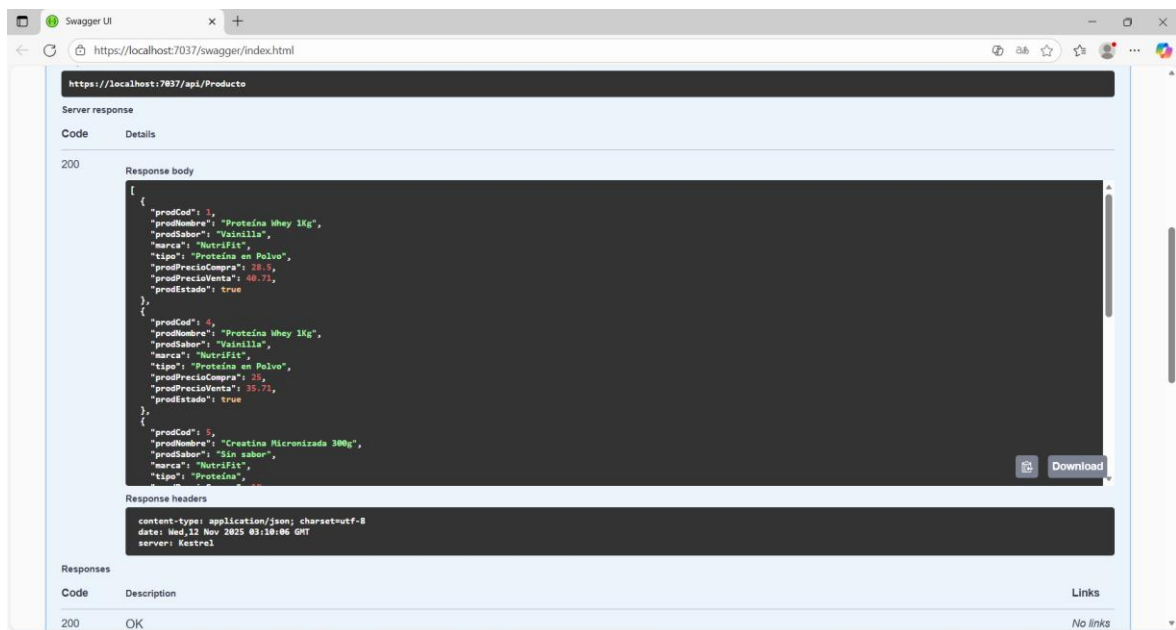 Swagger UI
https://localhost:7037/swagger/index.html
https://localhost:7037/api/Producto
Server response
Code Details
200
Response body
[
{
"prodCod": 1,
"prodNombre": "Proteína Whey 1Kg",
"prodSabor": "Vainilla",
"marca": "NutriFit",
"tipo": "Proteína en Polvo",
"prodPrecioCompra": 28.5,
"prodPrecioVenta": 40.71,
"prodEstado": true
},
{
"prodCod": 4,
"prodNombre": "Proteína Whey 1Kg",
"prodSabor": "Vainilla",
"marca": "NutriFit",
"tipo": "Proteína en Polvo",
"prodPrecioCompra": 25,
"prodPrecioVenta": 35.71,
"prodEstado": true
},
{
"prodCod": 5,
"prodNombre": "Creatina Micronizada 300g",
"prodSabor": "Sin sabor",
"marca": "NutriFit",
"tipo": "Proteína",
Download
Response headers
content-type: application/json; charset=utf-8
date: Wed,12 Nov 2025 03:10:06 GMT
server: Kestrel
Responses
Code Description Links
200 OK No links